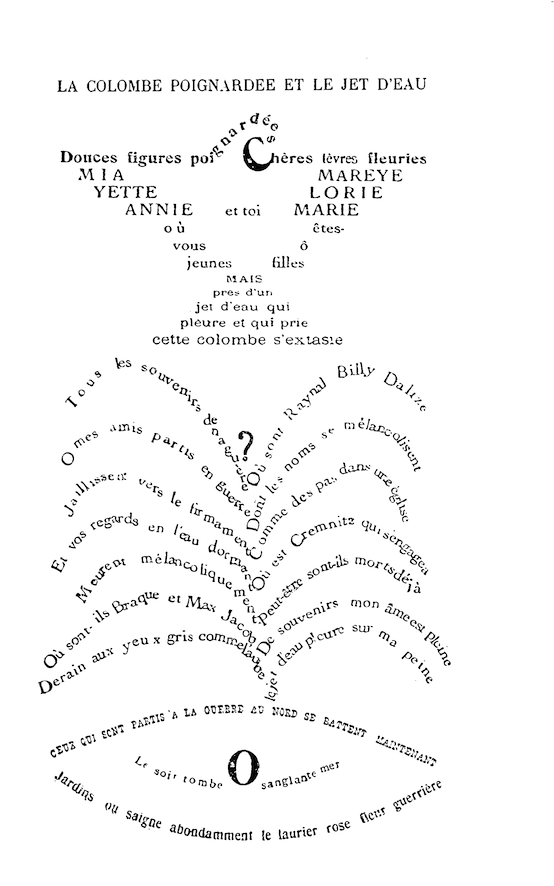 LA COLOMBE POIGNARDEE ET LE JET D'EAU
Douces figures poignardées Chères lèvres fleuries
MIA MAREYE
YETTE LORIE
ANNIE et toi MARIE
où êtes-
vous ô
jeunes filles
MAIS
près d'un
jet d'eau qui
pleure et qui prie
cette colombe s'extasie
Tous les souvenirs de naguère
O mes amis partis en guerre
Jaillissent vers le firmament
Et vos regards en l'eau dormant
Meurent mélancoliquement
Où sont-ils Braque et Max Jacob
Derain aux yeux gris comme l'aube
?
Où sont Raynal Billy Dalize
Dont les noms se mélancolisent
Comme des pas dans une église
Où est Cremnitz qui s'engagea
Peut-être sont-ils morts déjà
De souvenirs mon âme est pleine
Le jet d'eau pleure sur ma peine
CEUX QUI SONT PARTIS A LA GUERRE AU NORD SE BATTENT MAINTENANT
Le soir tombe O sanglante mer
Jardins ou saigne abondamment le laurier rose fleur guerrière